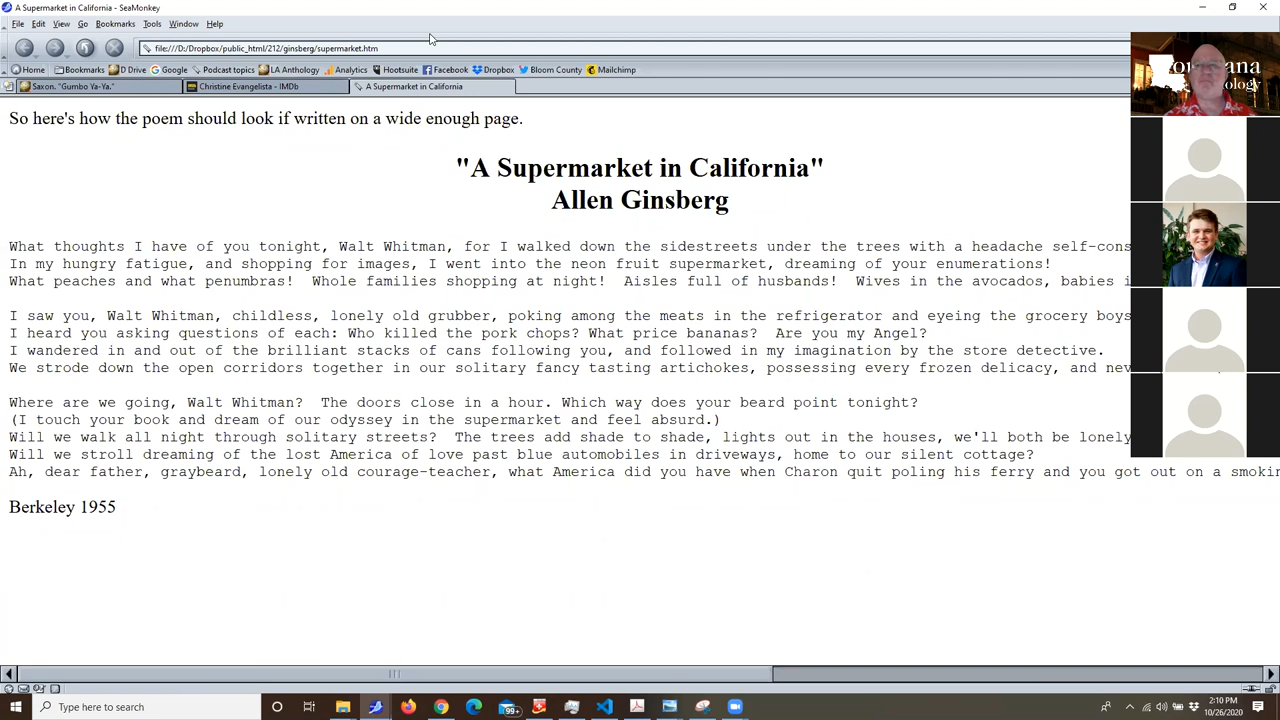 A Supermarket in California - SeaMonkey
File Edit View Go Bookmarks Tools Window Help
file:///D:/Dropbox/public_html/212/ginsberg/supermarket.htm
Home Bookmarks D Drive Google Podcast topics LA Anthology Analytics Hootsuite Facebook Dropbox Bloom County Mailchimp
Saxon. "Gumbo Ya-Ya." Christine Evangelista - IMDb A Supermarket in California
So here's how the poem should look if written on a wide enough page.
"A Supermarket in California"
Allen Ginsberg
What thoughts I have of you tonight, Walt Whitman, for I walked down the sidestreets under the trees with a headache self-cons
In my hungry fatigue, and shopping for images, I went into the neon fruit supermarket, dreaming of your enumerations!
What peaches and what penumbras! Whole families shopping at night! Aisles full of husbands! Wives in the avocados, babies i
I saw you, Walt Whitman, childless, lonely old grubber, poking among the meats in the refrigerator and eyeing the grocery boys
I heard you asking questions of each: Who killed the pork chops? What price bananas? Are you my Angel?
I wandered in and out of the brilliant stacks of cans following you, and followed in my imagination by the store detective.
We strode down the open corridors together in our solitary fancy tasting artichokes, possessing every frozen delicacy, and nev
Where are we going, Walt Whitman? The doors close in a hour. Which way does your beard point tonight?
(I touch your book and dream of our odyssey in the supermarket and feel absurd.)
Will we walk all night through solitary streets? The trees add shade to shade, lights out in the houses, we'll both be lonely
Will we stroll dreaming of the lost America of love past blue automobiles in driveways, home to our silent cottage?
Ah, dear father, graybeard, lonely old courage-teacher, what America did you have when Charon quit poling his ferry and you got out on a smokin
Berkeley 1955
Type here to search
99+
2:10 PM
10/26/2020